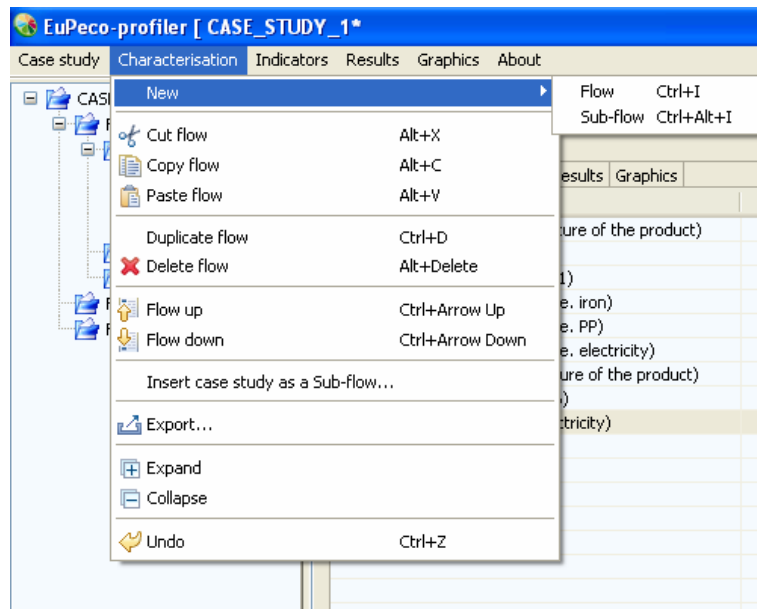 EuPeco-profiler [ CASE_STUDY_1*
Case study Characterisation Indicators Results Graphics About
CASE
New
Flow Ctrl+I
Sub-flow Ctrl+Alt+I
Cut flow Alt+X
Copy flow Alt+C
Paste flow Alt+V
Duplicate flow Ctrl+D
Delete flow Alt+Delete
Flow up Ctrl+Arrow Up
Flow down Ctrl+Arrow Down
Insert case study as a Sub-flow...
Export...
Expand
Collapse
Undo Ctrl+Z
esults Graphics
ure of the product)
1)
e. iron)
e. PP)
e. electricity)
ure of the product)
)
ctricity)